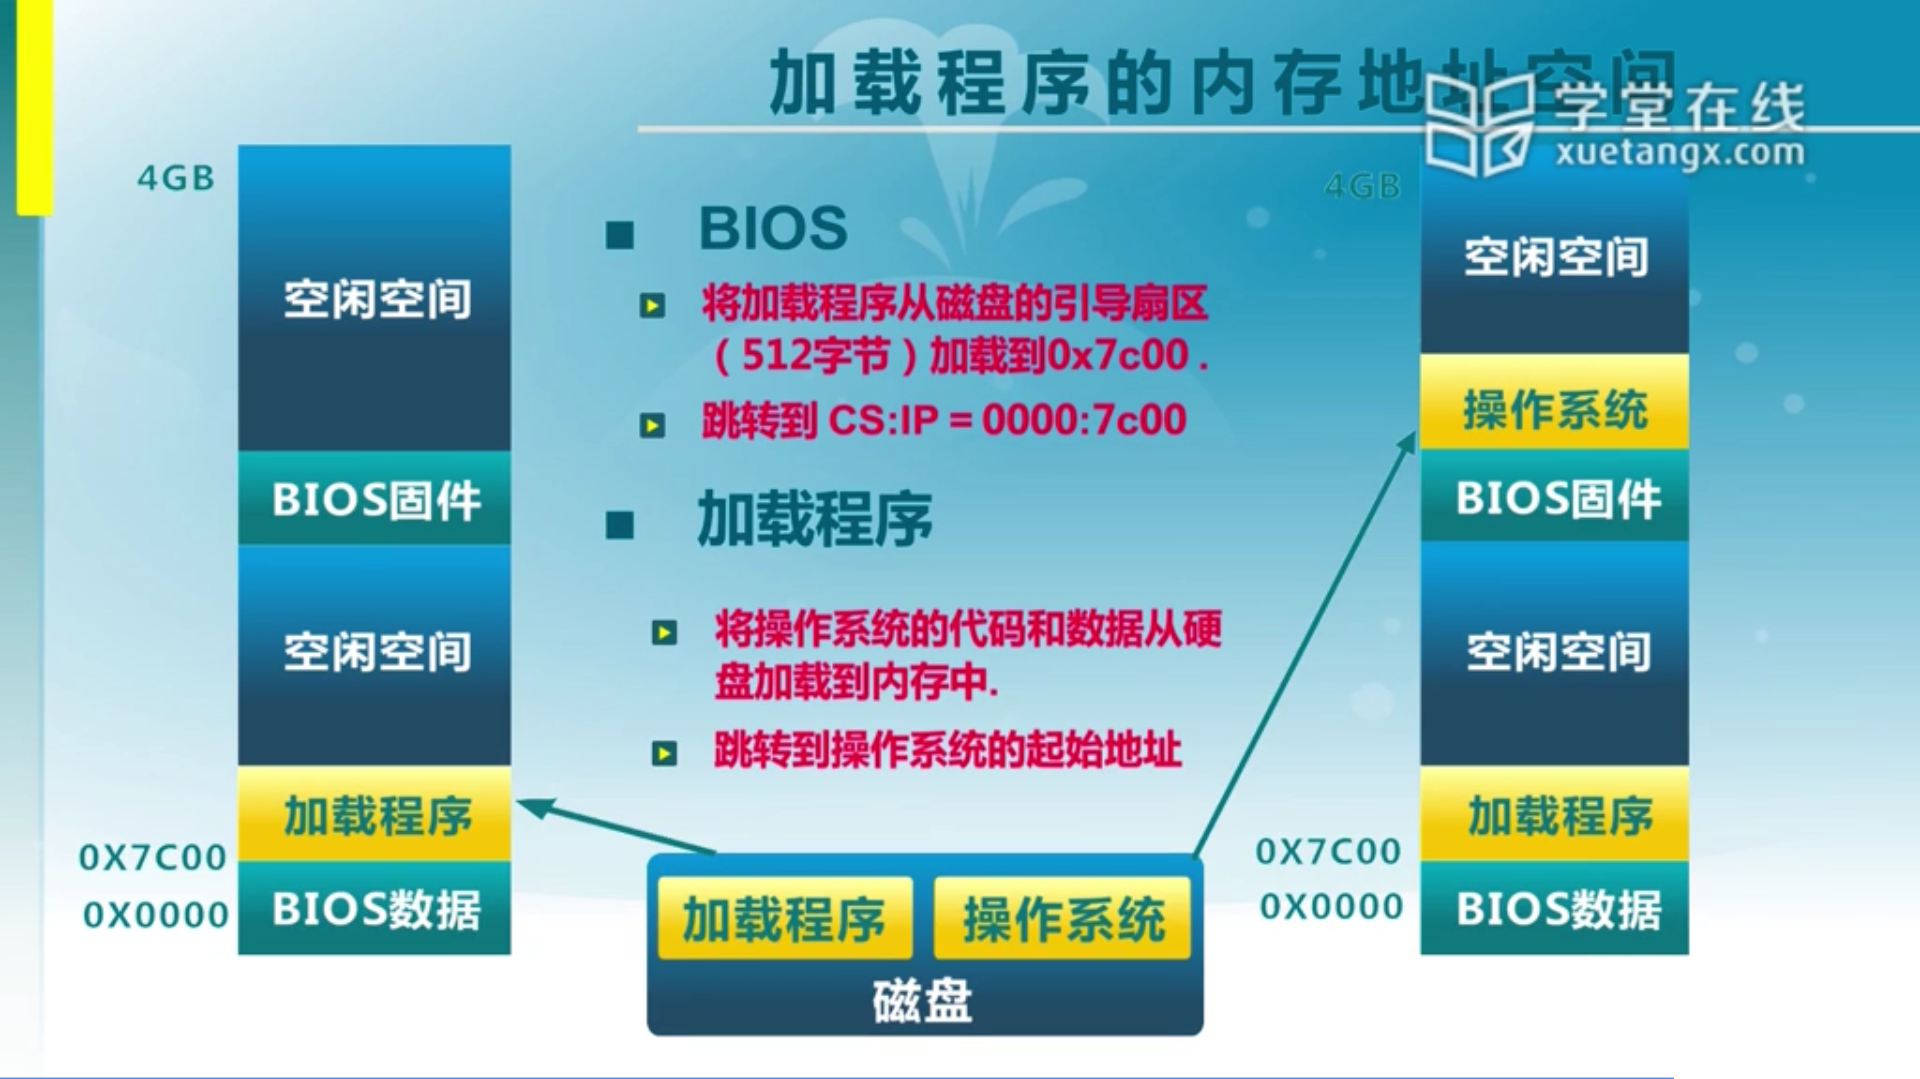 加载程序的内存地址空间
学堂在线
xuetangx.com
4GB
空闲空间
BIOS固件
空闲空间
加载程序
0X7C00
BIOS数据
0X0000
BIOS
将加载程序从磁盘的引导扇区
（512字节）加载到0x7c00 .
跳转到 CS:IP = 0000:7c00
加载程序
将操作系统的代码和数据从硬
盘加载到内存中.
跳转到操作系统的起始地址
加载程序
操作系统
磁盘
4GB
空闲空间
操作系统
BIOS固件
空闲空间
加载程序
0X7C00
0X0000
BIOS数据